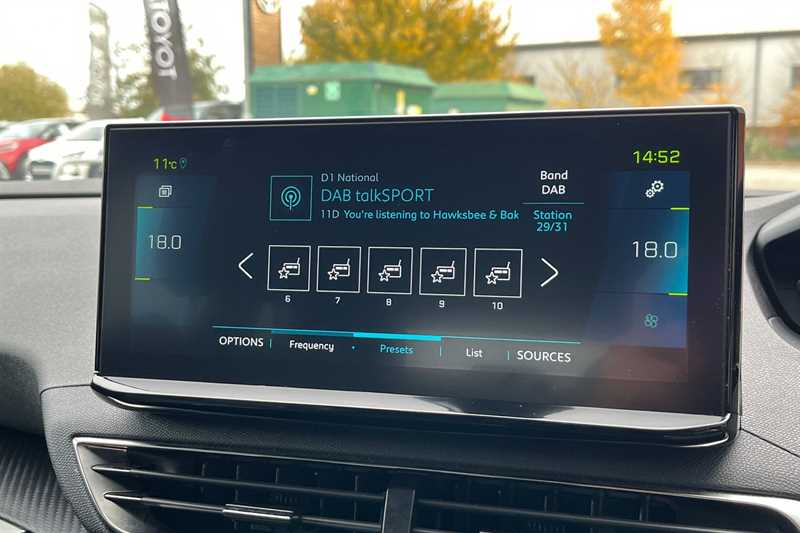 TOYOT
11°C
14:52
D1 National
DAB talkSPORT
11D You're listening to Hawksbee & Bak
Band
DAB
Station
29/31
18.0
18.0
6 7 8 9 10
OPTIONS Frequency Presets List SOURCES